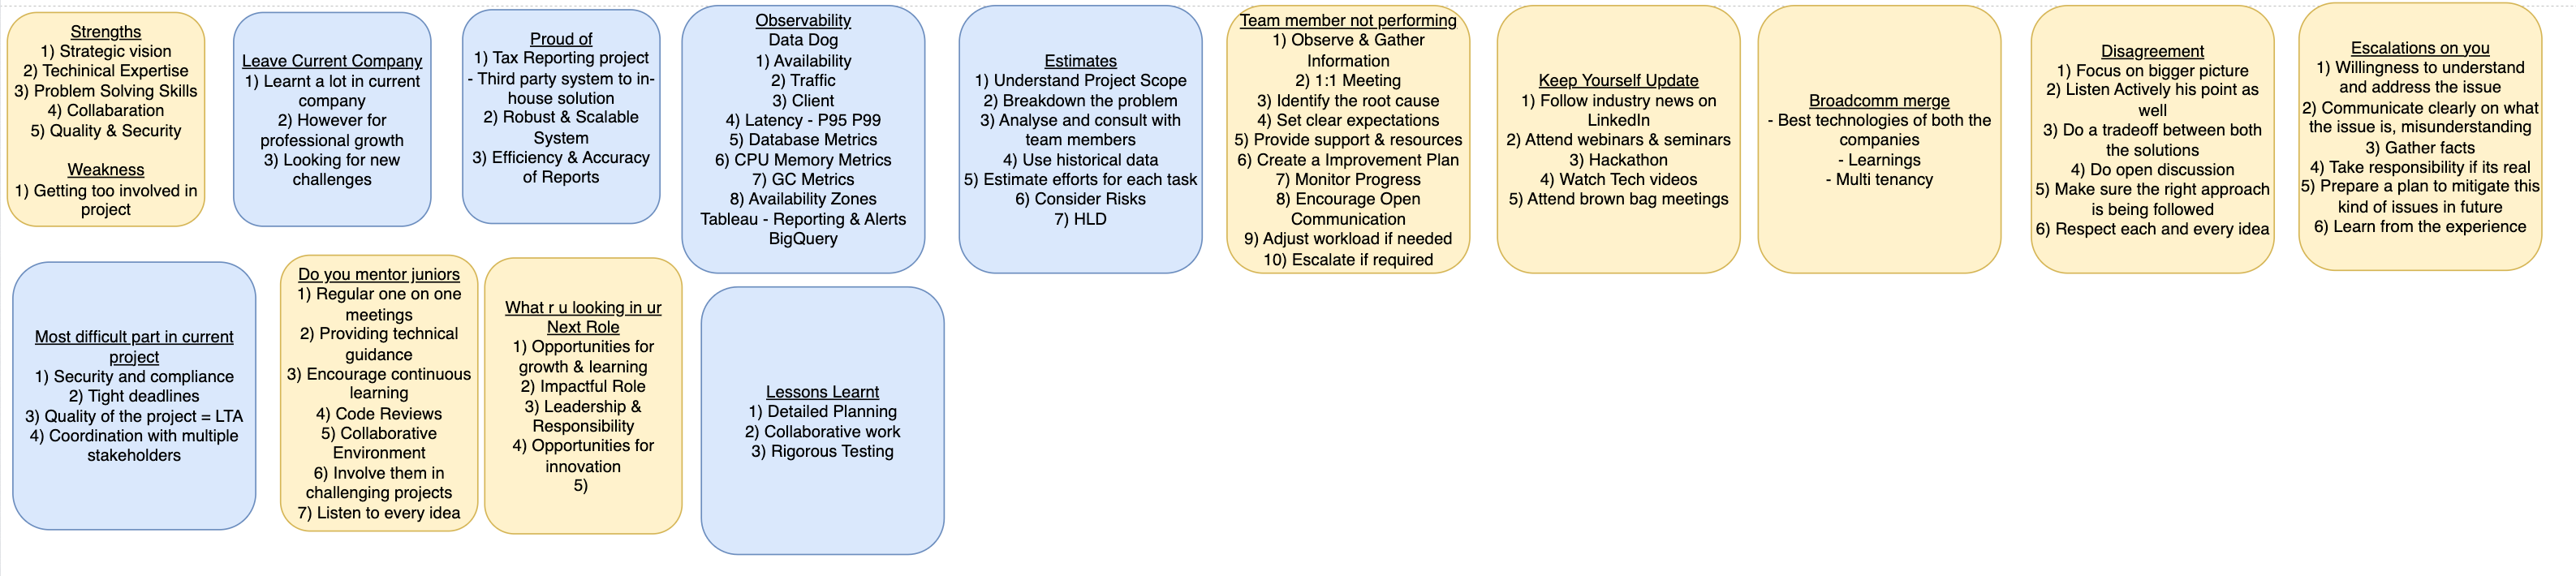 Strengths
1) Strategic vision
2) Techinical Expertise
3) Problem Solving Skills
4) Collabaration
5) Quality & Security
Weakness
1) Getting too involved in
project
Leave Current Company
1) Learnt a lot in current
company
2) However for
professional growth
3) Looking for new
challenges
Proud of
1) Tax Reporting project
- Third party system to in-
house solution
2) Robust & Scalable
System
3) Efficiency & Accuracy
of Reports
Observability
Data Dog
1) Availability
2) Traffic
3) Client
4) Latency - P95 P99
5) Database Metrics
6) CPU Memory Metrics
7) GC Metrics
8) Availability Zones
Tableau - Reporting & Alerts
BigQuery
Estimates
1) Understand Project Scope
2) Breakdown the problem
3) Analyse and consult with
team members
4) Use historical data
5) Estimate efforts for each task
6) Consider Risks
7) HLD
Team member not performing
1) Observe & Gather
Information
2) 1:1 Meeting
3) Identify the root cause
4) Set clear expectations
5) Provide support & resources
6) Create a Improvement Plan
7) Monitor Progress
8) Encourage Open
Communication
9) Adjust workload if needed
10) Escalate if required
Keep Yourself Update
1) Follow industry news on
LinkedIn
2) Attend webinars & seminars
3) Hackathon
4) Watch Tech videos
5) Attend brown bag meetings
Broadcomm merge
- Best technologies of both the
companies
- Learnings
- Multi tenancy
Disagreement
1) Focus on bigger picture
2) Listen Actively his point as
well
3) Do a tradeoff between both
the solutions
4) Do open discussion
5) Make sure the right approach
is being followed
6) Respect each and every idea
Escalations on you
1) Willingness to understand
and address the issue
2) Communicate clearly on what
the issue is, misunderstanding
3) Gather facts
4) Take responsibility if its real
5) Prepare a plan to mitigate this
kind of issues in future
6) Learn from the experience
Most difficult part in current
project
1) Security and compliance
2) Tight deadlines
3) Quality of the project = LTA
4) Coordination with multiple
stakeholders
Do you mentor juniors
1) Regular one on one
meetings
2) Providing technical
guidance
3) Encourage continuous
learning
4) Code Reviews
5) Collaborative
Environment
6) Involve them in
challenging projects
7) Listen to every idea
What r u looking in ur
Next Role
1) Opportunities for
growth & learning
2) Impactful Role
3) Leadership &
Responsibility
4) Opportunities for
innovation
5)
Lessons Learnt
1) Detailed Planning
2) Collaborative work
3) Rigorous Testing